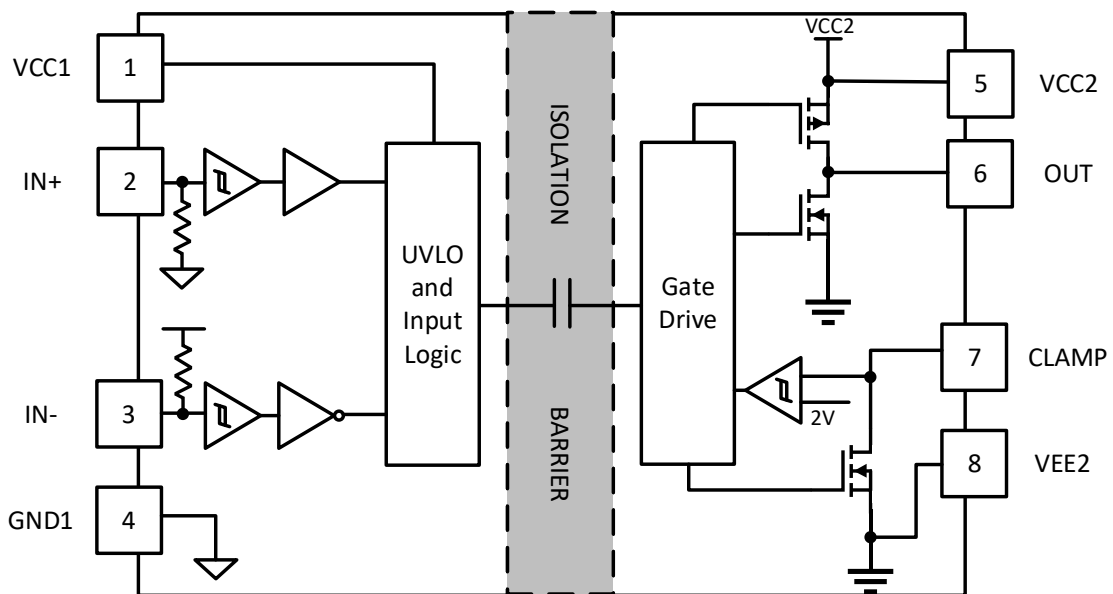 VCC1
1
IN+
2
IN-
3
GND1
4
UVLO
and
Input
Logic
ISOLATION
BARRIER
Gate
Drive
VCC2
2V
5
VCC2
6
OUT
7
CLAMP
8
VEE2